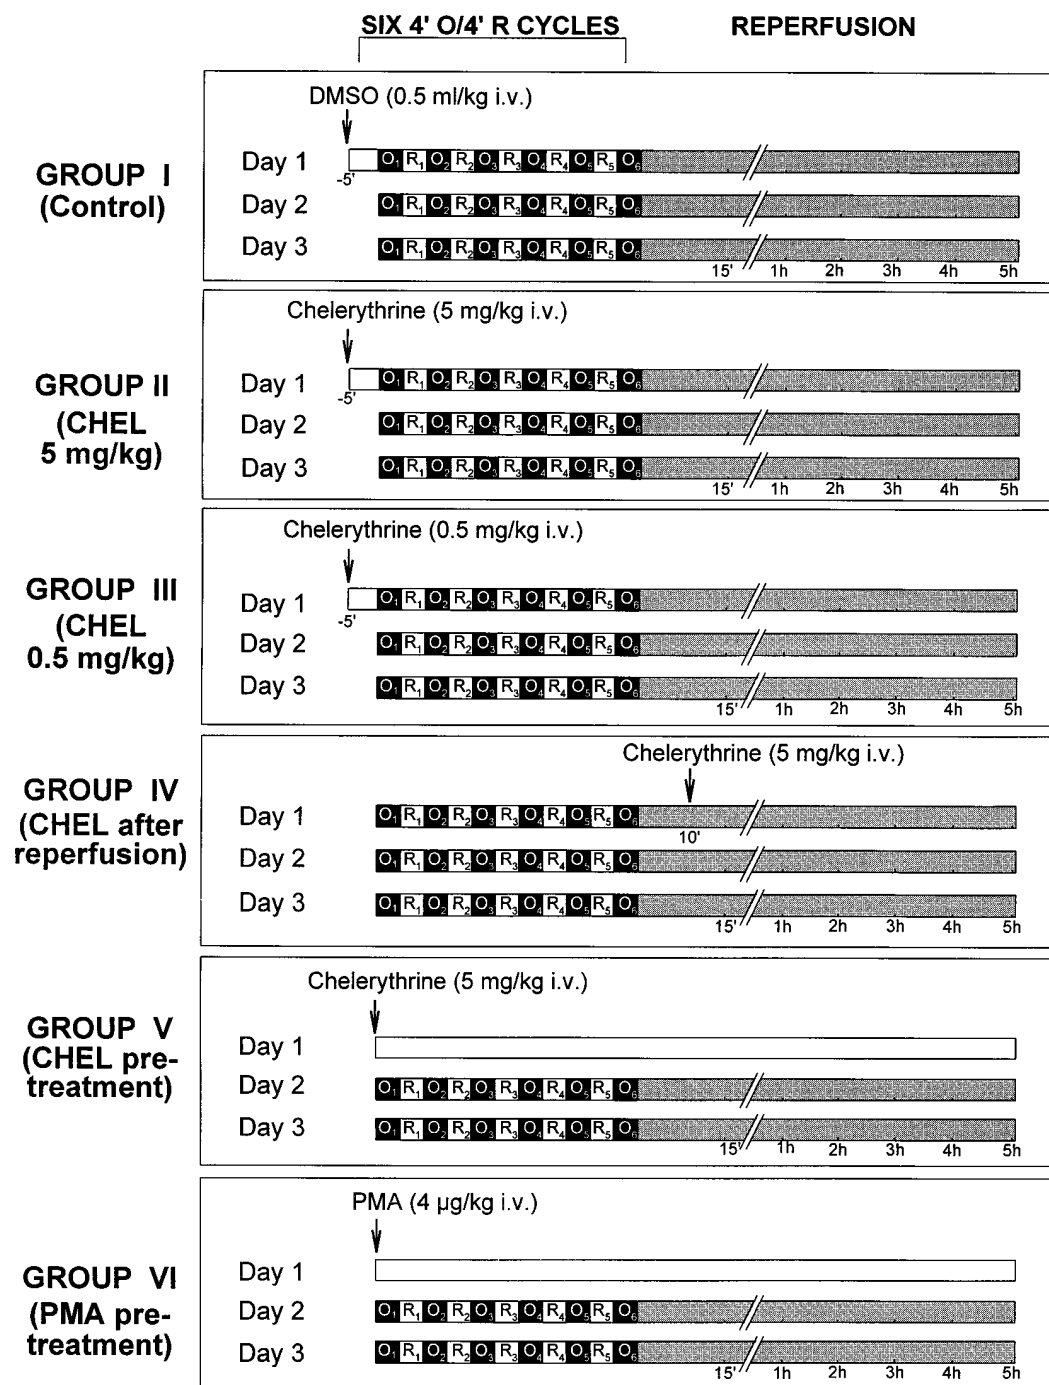 SIX 4' O/4' R CYCLES REPERFUSION
DMSO (0.5 ml/kg i.v.)
GROUP I
(Control)
Day 1 O1 R1 O2 R2 O3 R3 O4 R4 O5 R5 O6
-5'
Day 2 O1 R1 O2 R2 O3 R3 O4 R4 O5 R5 O6
Day 3 O1 R1 O2 R2 O3 R3 O4 R4 O5 R5 O6
15' 1h 2h 3h 4h 5h
Chelerythrine (5 mg/kg i.v.)
GROUP II
(CHEL
5 mg/kg)
Day 1 O1 R1 O2 R2 O3 R3 O4 R4 O5 R5 O6
-5'
Day 2 O1 R1 O2 R2 O3 R3 O4 R4 O5 R5 O6
Day 3 O1 R1 O2 R2 O3 R3 O4 R4 O5 R5 O6
15' 1h 2h 3h 4h 5h
Chelerythrine (0.5 mg/kg i.v.)
GROUP III
(CHEL
0.5 mg/kg)
Day 1 O1 R1 O2 R2 O3 R3 O4 R4 O5 R5 O6
-5'
Day 2 O1 R1 O2 R2 O3 R3 O4 R4 O5 R5 O6
Day 3 O1 R1 O2 R2 O3 R3 O4 R4 O5 R5 O6
15' 1h 2h 3h 4h 5h
Chelerythrine (5 mg/kg i.v.)
GROUP IV
(CHEL after
reperfusion)
Day 1 O1 R1 O2 R2 O3 R3 O4 R4 O5 R5 O6
10'
Day 2 O1 R1 O2 R2 O3 R3 O4 R4 O5 R5 O6
Day 3 O1 R1 O2 R2 O3 R3 O4 R4 O5 R5 O6
15' 1h 2h 3h 4h 5h
Chelerythrine (5 mg/kg i.v.)
GROUP V
(CHEL pre-
treatment)
Day 1
Day 2 O1 R1 O2 R2 O3 R3 O4 R4 O5 R5 O6
Day 3 O1 R1 O2 R2 O3 R3 O4 R4 O5 R5 O6
15' 1h 2h 3h 4h 5h
PMA (4 µg/kg i.v.)
GROUP VI
(PMA pre-
treatment)
Day 1
Day 2 O1 R1 O2 R2 O3 R3 O4 R4 O5 R5 O6
Day 3 O1 R1 O2 R2 O3 R3 O4 R4 O5 R5 O6
15' 1h 2h 3h 4h 5h